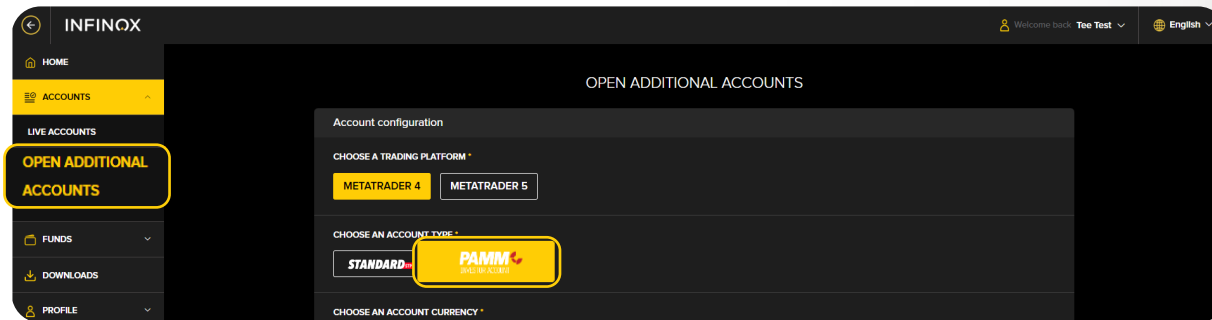 INFINOX
Welcome back Tee Test
English
HOME
ACCOUNTS
LIVE ACCOUNTS
OPEN ADDITIONAL
ACCOUNTS
FUNDS
DOWNLOADS
PROFILE
OPEN ADDITIONAL ACCOUNTS
Account configuration
CHOOSE A TRADING PLATFORM *
METATRADER 4
METATRADER 5
CHOOSE AN ACCOUNT TYPE *
STANDARD
PAMM
INVESTOR ACCOUNT
CHOOSE AN ACCOUNT CURRENCY *